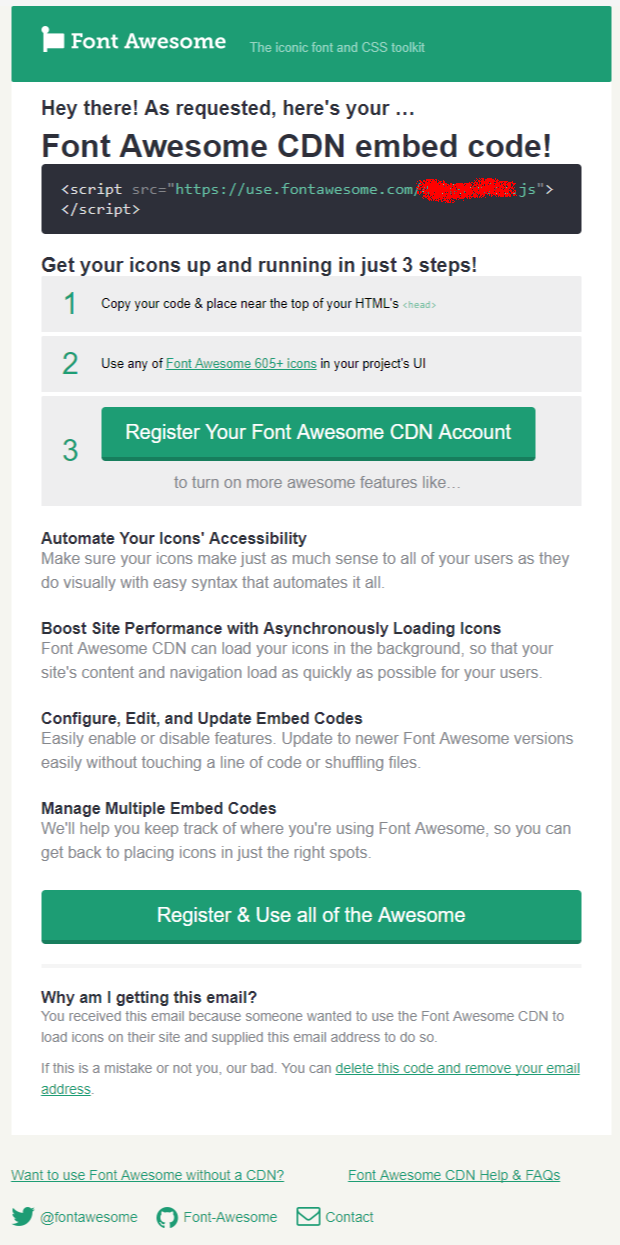 Font Awesome The iconic font and CSS toolkit
Hey there! As requested, here's your …
Font Awesome CDN embed code!
<script src="https://use.fontawesome.com/ .js">
</script>
Get your icons up and running in just 3 steps!
1 Copy your code & place near the top of your HTML's <head>
2 Use any of Font Awesome 605+ icons in your project's UI
3 Register Your Font Awesome CDN Account
to turn on more awesome features like…
Automate Your Icons' Accessibility
Make sure your icons make just as much sense to all of your users as they
do visually with easy syntax that automates it all.
Boost Site Performance with Asynchronously Loading Icons
Font Awesome CDN can load your icons in the background, so that your
site's content and navigation load as quickly as possible for your users.
Configure, Edit, and Update Embed Codes
Easily enable or disable features. Update to newer Font Awesome versions
easily without touching a line of code or shuffling files.
Manage Multiple Embed Codes
We'll help you keep track of where you're using Font Awesome, so you can
get back to placing icons in just the right spots.
Register & Use all of the Awesome
Why am I getting this email?
You received this email because someone wanted to use the Font Awesome CDN to
load icons on their site and supplied this email address to do so.
If this is a mistake or not you, our bad. You can delete this code and remove your email
address.
Want to use Font Awesome without a CDN? Font Awesome CDN Help & FAQs
@fontawesome Font-Awesome Contact